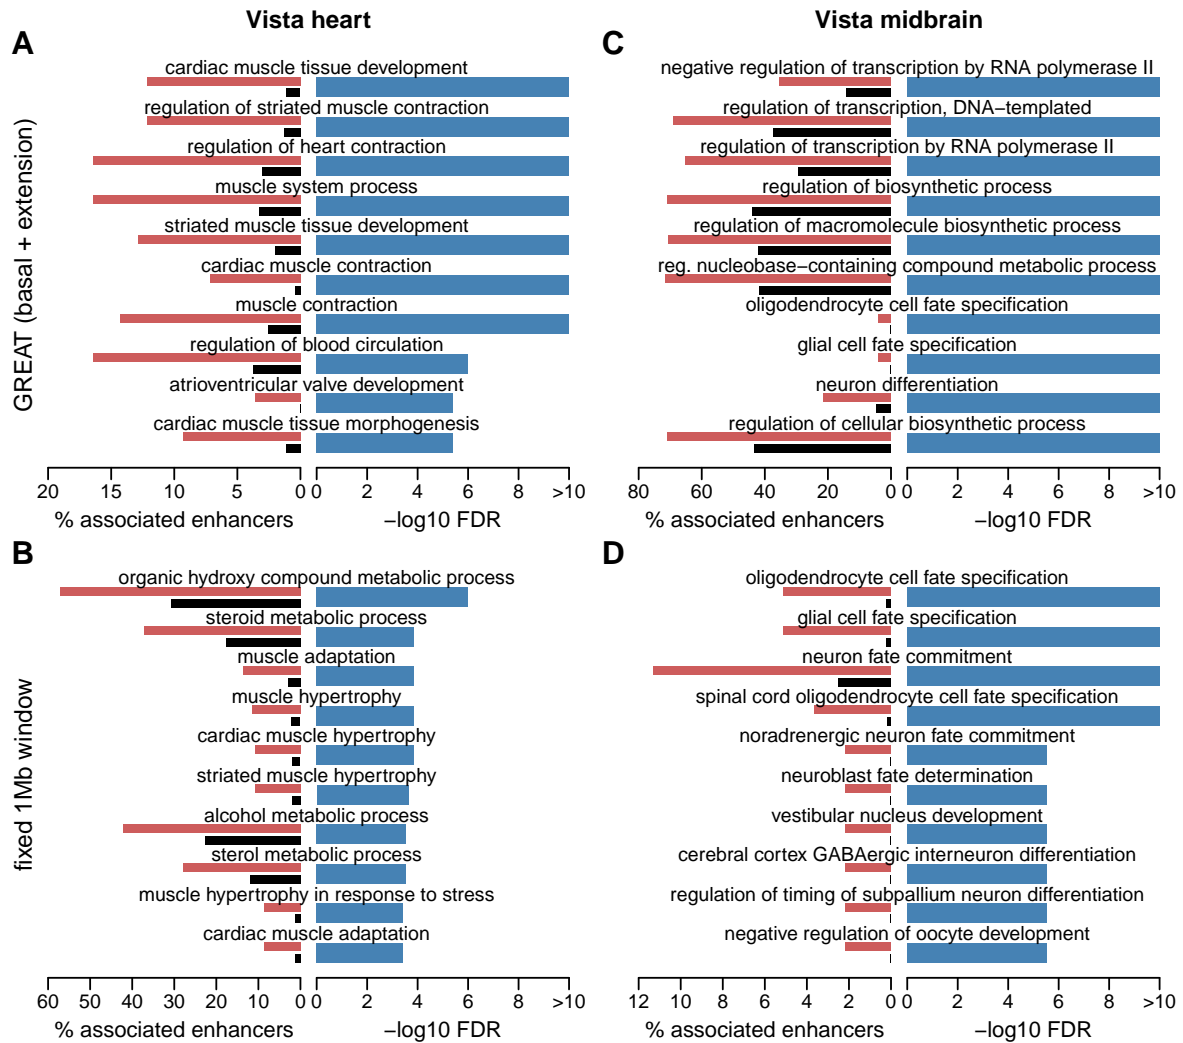 Vista heart
A
GREAT (basal + extension)
cardiac muscle tissue development
regulation of striated muscle contraction
regulation of heart contraction
muscle system process
striated muscle tissue development
cardiac muscle contraction
muscle contraction
regulation of blood circulation
atrioventricular valve development
cardiac muscle tissue morphogenesis
20 15 10 5 0 0 2 4 6 8 >10
% associated enhancers −log10 FDR
Vista midbrain
C
negative regulation of transcription by RNA polymerase II
regulation of transcription, DNA−templated
regulation of transcription by RNA polymerase II
regulation of biosynthetic process
regulation of macromolecule biosynthetic process
reg. nucleobase−containing compound metabolic process
oligodendrocyte cell fate specification
glial cell fate specification
neuron differentiation
regulation of cellular biosynthetic process
80 60 40 20 0 0 2 4 6 8 >10
% associated enhancers −log10 FDR
B
fixed 1Mb window
organic hydroxy compound metabolic process
steroid metabolic process
muscle adaptation
muscle hypertrophy
cardiac muscle hypertrophy
striated muscle hypertrophy
alcohol metabolic process
sterol metabolic process
muscle hypertrophy in response to stress
cardiac muscle adaptation
60 50 40 30 20 10 0 0 2 4 6 8 >10
% associated enhancers −log10 FDR
D
oligodendrocyte cell fate specification
glial cell fate specification
neuron fate commitment
spinal cord oligodendrocyte cell fate specification
noradrenergic neuron fate commitment
neuroblast fate determination
vestibular nucleus development
cerebral cortex GABAergic interneuron differentiation
regulation of timing of subpallium neuron differentiation
negative regulation of oocyte development
12 10 8 6 4 2 0 0 2 4 6 8 >10
% associated enhancers −log10 FDR